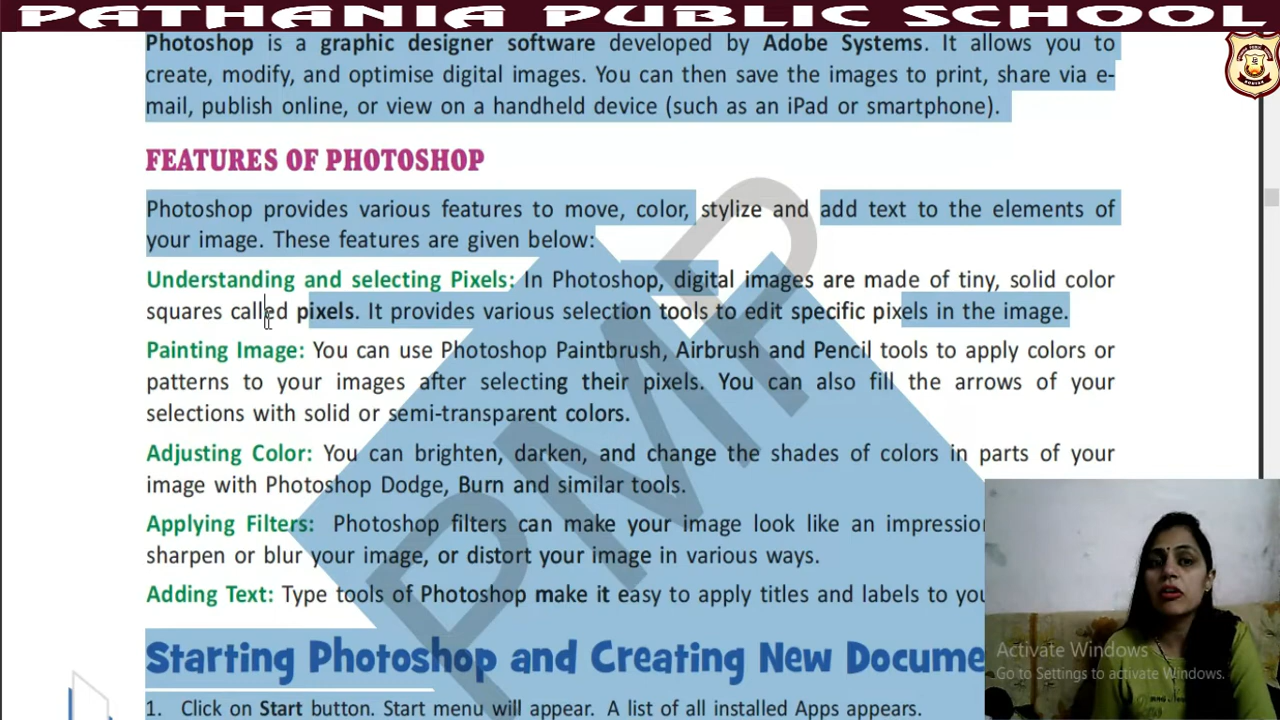 PATHANIA PUBLIC SCHOOL
Photoshop is a graphic designer software developed by Adobe Systems. It allows you to
create, modify, and optimise digital images. You can then save the images to print, share via e-
mail, publish online, or view on a handheld device (such as an iPad or smartphone).
FEATURES OF PHOTOSHOP
Photoshop provides various features to move, color, stylize and add text to the elements of
your image. These features are given below:
Understanding and selecting Pixels: In Photoshop, digital images are made of tiny, solid color
squares called pixels. It provides various selection tools to edit specific pixels in the image.
Painting Image: You can use Photoshop Paintbrush, Airbrush and Pencil tools to apply colors or
patterns to your images after selecting their pixels. You can also fill the arrows of your
selections with solid or semi-transparent colors.
Adjusting Color: You can brighten, darken, and change the shades of colors in parts of your
image with Photoshop Dodge, Burn and similar tools.
Applying Filters: Photoshop filters can make your image look like an impression
sharpen or blur your image, or distort your image in various ways.
Adding Text: Type tools of Photoshop make it easy to apply titles and labels to you
Starting Photoshop and Creating New Docume
1. Click on Start button. Start menu will appear. A list of all installed Apps appears.
PMP
Activate Windows
Go to Settings to activate Windows.